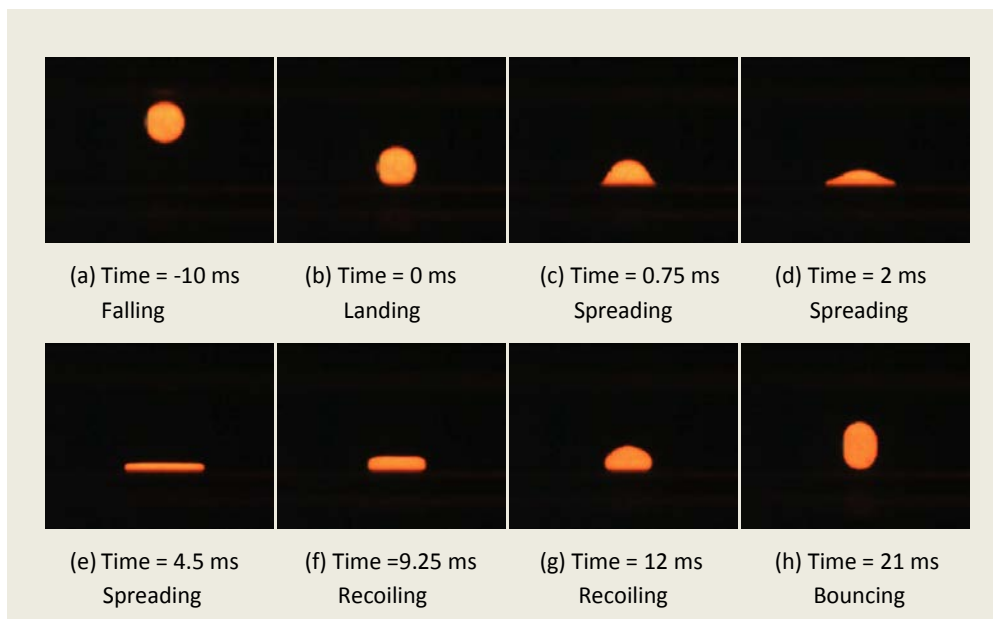 (a) Time = -10 ms
(b) Time = 0 ms
(c) Time = 0.75 ms
(d) Time = 2 ms
Falling
Landing
Spreading
Spreading
(e) Time = 4.5 ms
(f) Time =9.25 ms
(g) Time = 12 ms
(h) Time = 21 ms
Spreading
Recoiling
Recoiling
Bouncing